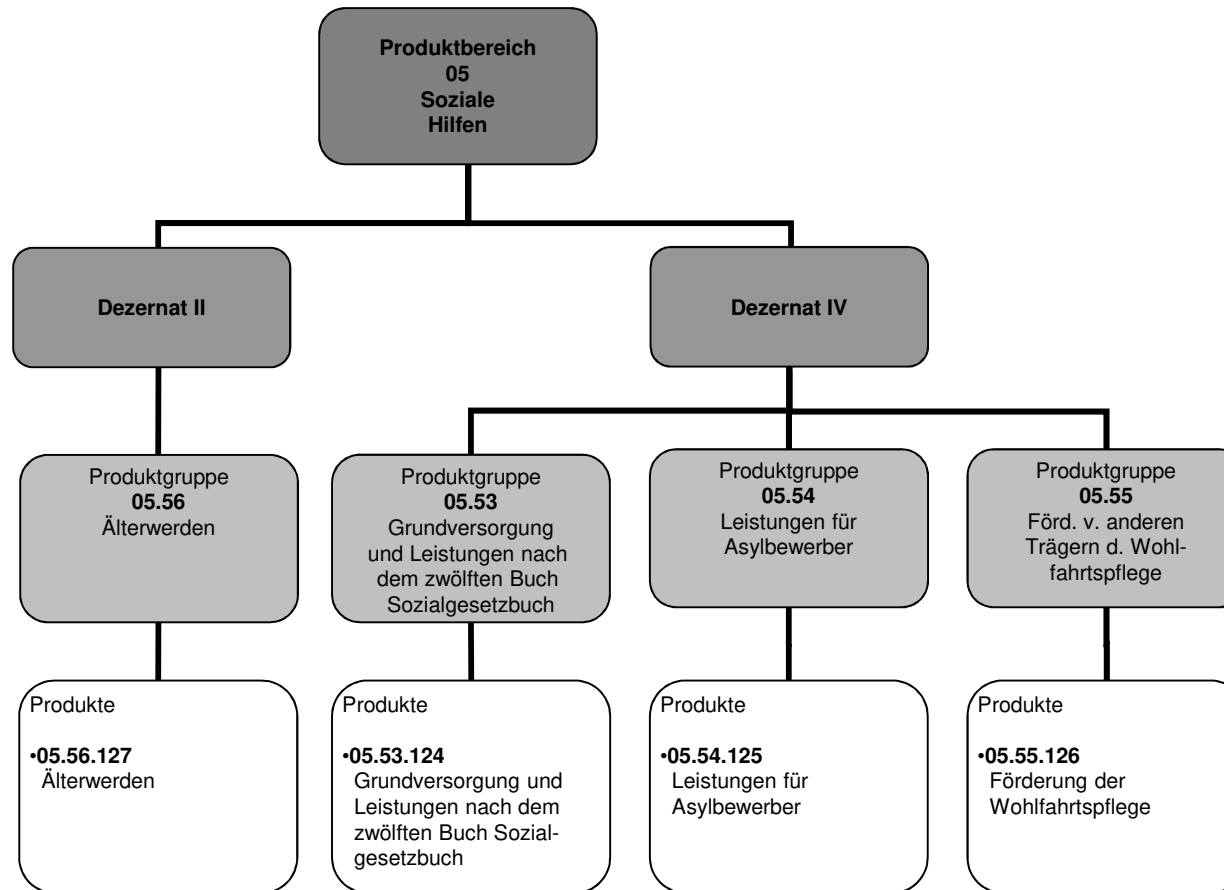 Produktbereich
05
Soziale
Hilfen
Dezernat II
Dezernat IV
Produktgruppe
05.56
Älterwerden
Produktgruppe
05.53
Grundversorgung
und Leistungen nach
dem zwölften Buch
Sozialgesetzbuch
Produktgruppe
05.54
Leistungen für
Asylbewerber
Produktgruppe
05.55
Förd. v. anderen
Trägern d. Wohl-
fahrtspflege
Produkte
•05.56.127
Älterwerden
Produkte
•05.53.124
Grundversorgung und
Leistungen nach dem
zwölften Buch Sozial-
gesetzbuch
Produkte
•05.54.125
Leistungen für
Asylbewerber
Produkte
•05.55.126
Förderung der
Wohlfahrtspflege